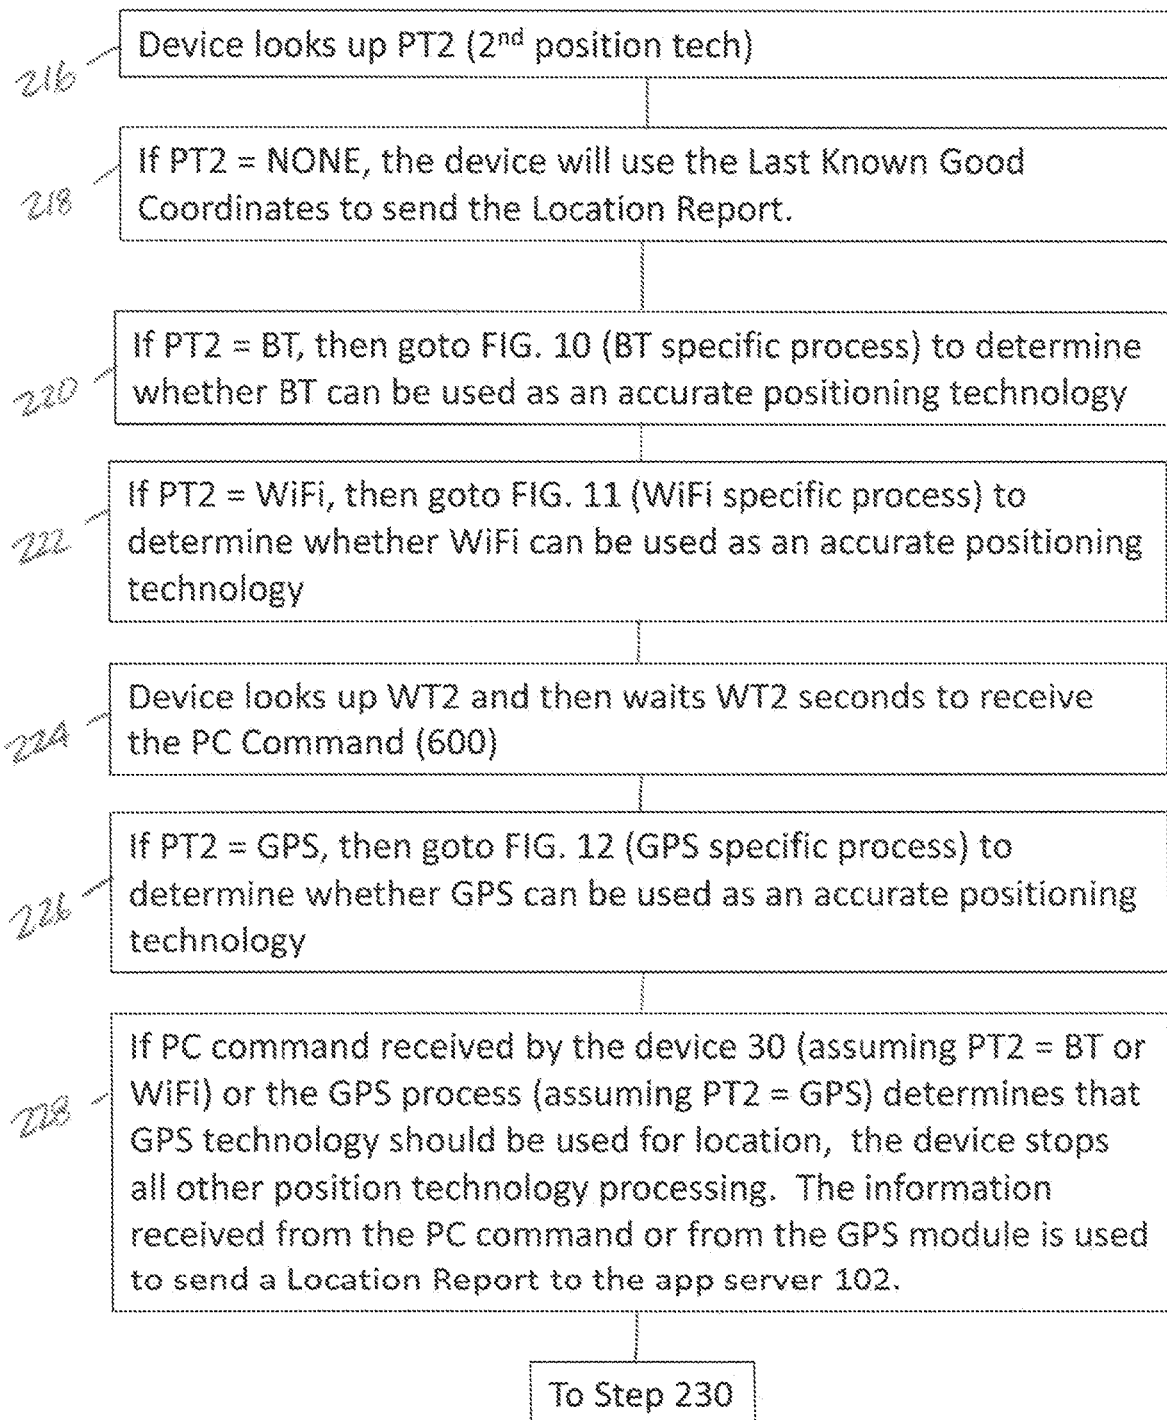 Device looks up PT2 (2nd position tech)
216
If PT2 = NONE, the device will use the Last Known Good
Coordinates to send the Location Report.
218
If PT2 = BT, then goto FIG. 10 (BT specific process) to determine
whether BT can be used as an accurate positioning technology
220
If PT2 = WiFi, then goto FIG. 11 (WiFi specific process) to
determine whether WiFi can be used as an accurate positioning
technology
222
Device looks up WT2 and then waits WT2 seconds to receive
the PC Command (600)
224
If PT2 = GPS, then goto FIG. 12 (GPS specific process) to
determine whether GPS can be used as an accurate positioning
technology
226
If PC command received by the device 30 (assuming PT2 = BT or
WiFi) or the GPS process (assuming PT2 = GPS) determines that
GPS technology should be used for location, the device stops
all other position technology processing. The information
received from the PC command or from the GPS module is used
to send a Location Report to the app server 102.
228
To Step 230